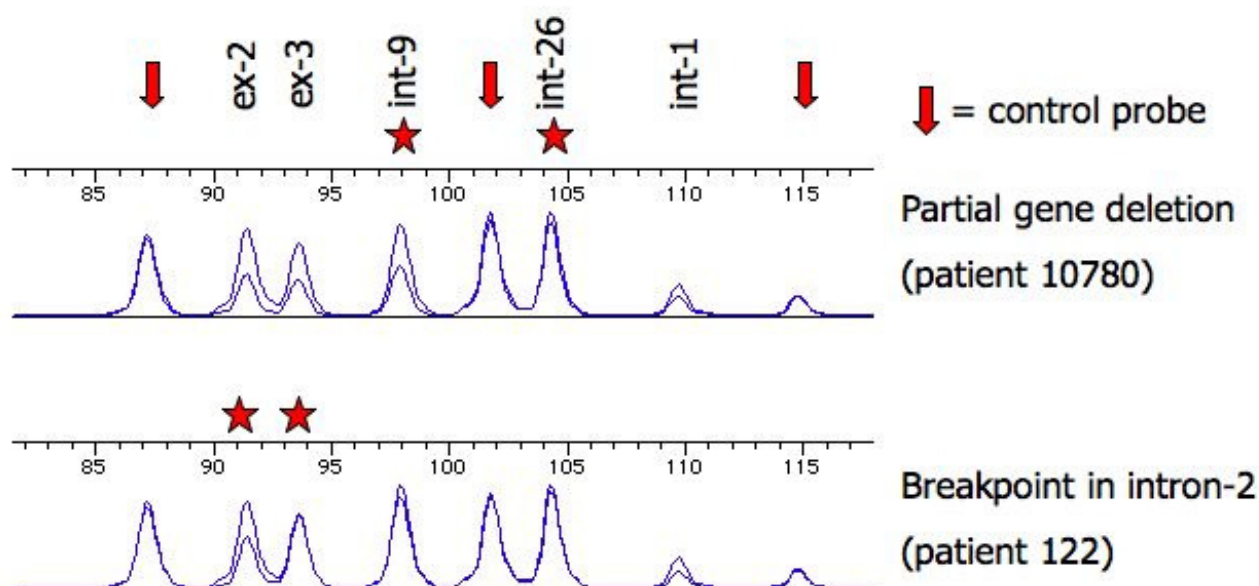 ex-2 ex-3 int-9 int-26 int-1
= control probe
85 90 95 100 105 110 115
Partial gene deletion
(patient 10780)
85 90 95 100 105 110 115
Breakpoint in intron-2
(patient 122)